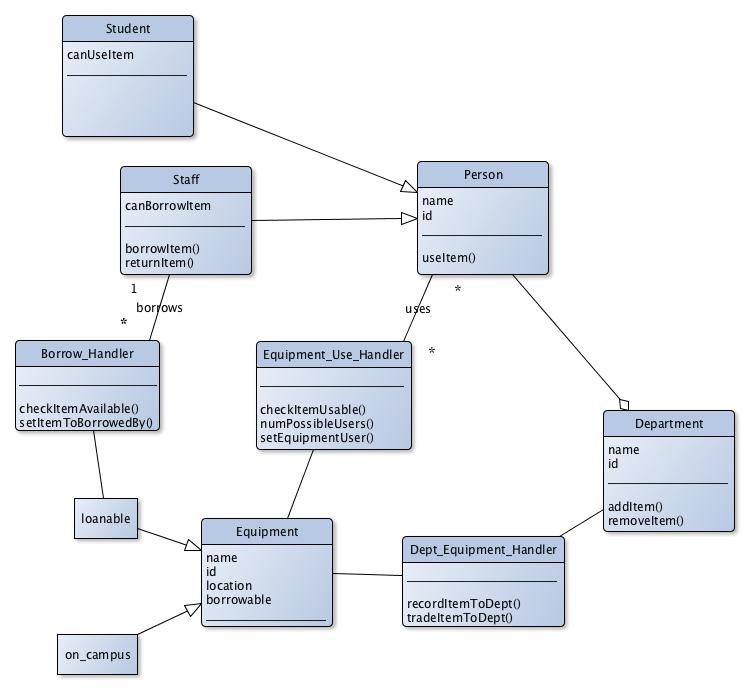 Student
canUseItem
Staff
canBorrowItem
borrowItem()
returnItem()
Person
name
id
useItem()
1
borrows
*
uses
*
*
Borrow_Handler
checkItemAvailable()
setItemToBorrowedBy()
Equipment_Use_Handler
checkItemUsable()
numPossibleUsers()
setEquipmentUser()
Department
name
id
addItem()
removeItem()
loanable
Equipment
name
id
location
borrowable
Dept_Equipment_Handler
recordItemToDept()
tradeItemToDept()
on_campus